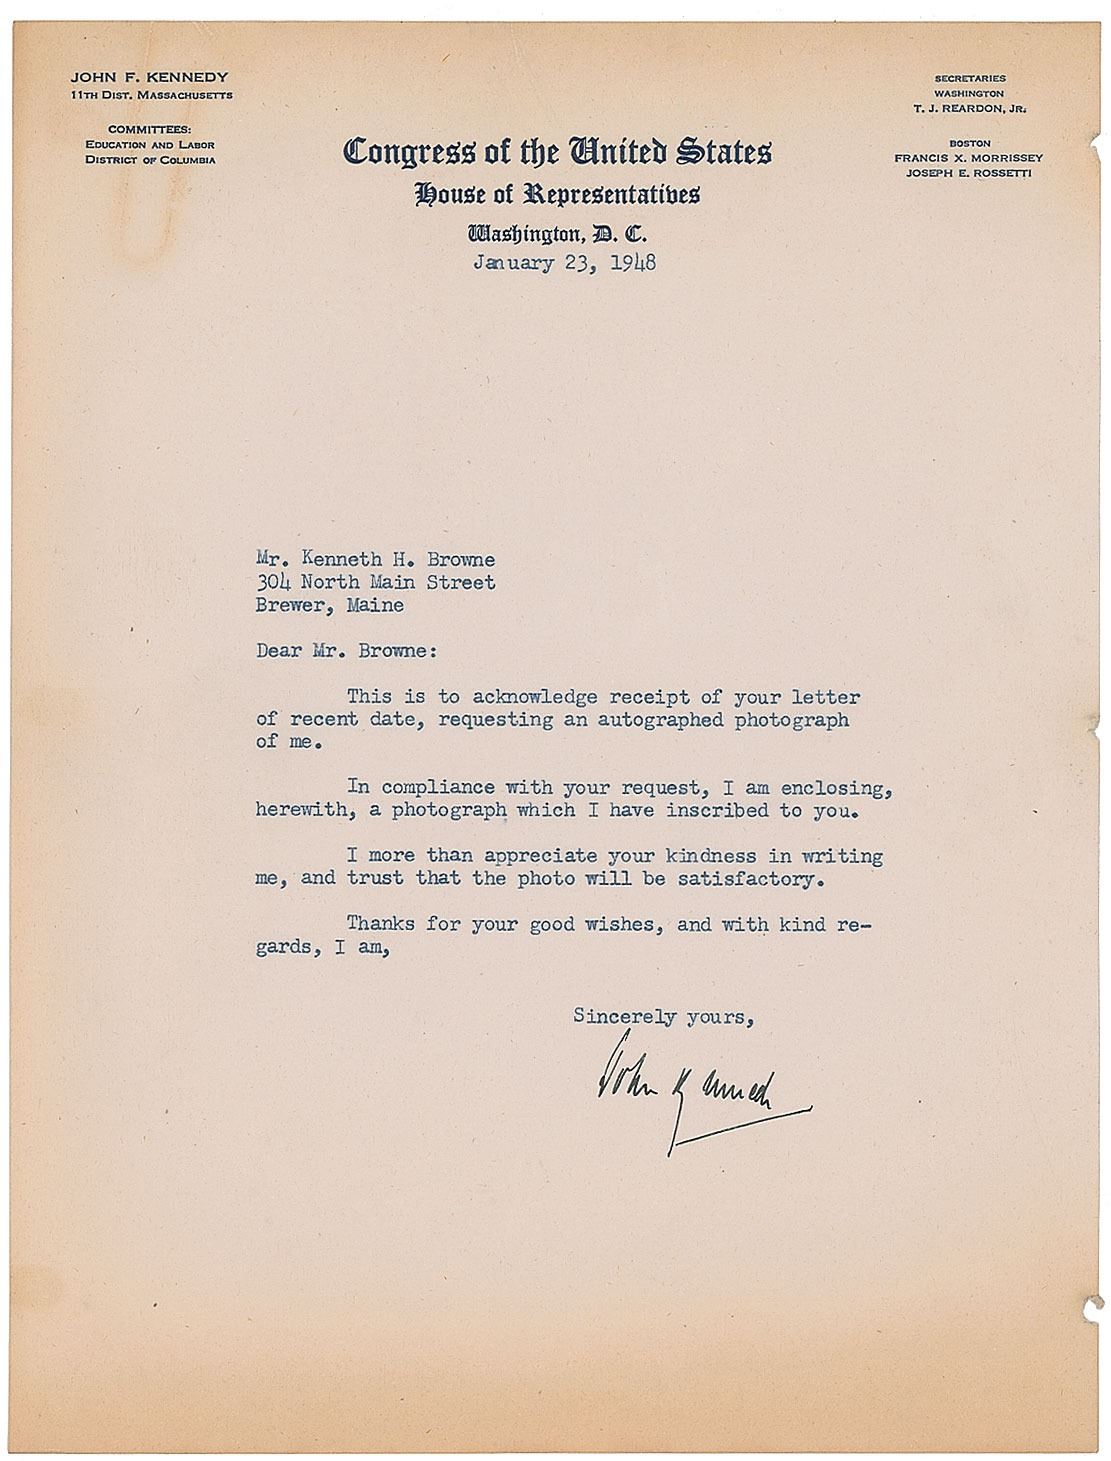 JOHN F. KENNEDY
11TH DIST. MASSACHUSETTS
COMMITTEES:
EDUCATION AND LABOR
DISTRICT OF COLUMBIA
SECRETARIES
WASHINGTON
T. J. REARDON, JR.
BOSTON
FRANCIS X. MORRISSEY
JOSEPH E. ROSSETTI
Congress of the United States
House of Representatives
Washington, D. C.
January 23, 1948
Mr. Kenneth H. Browne
304 North Main Street
Brewer, Maine
Dear Mr. Browne:
This is to acknowledge receipt of your letter
of recent date, requesting an autographed photograph
of me.
In compliance with your request, I am enclosing,
herewith, a photograph which I have inscribed to you.
I more than appreciate your kindness in writing
me, and trust that the photo will be satisfactory.
Thanks for your good wishes, and with kind re-
gards, I am,
Sincerely yours,
John Kennedy